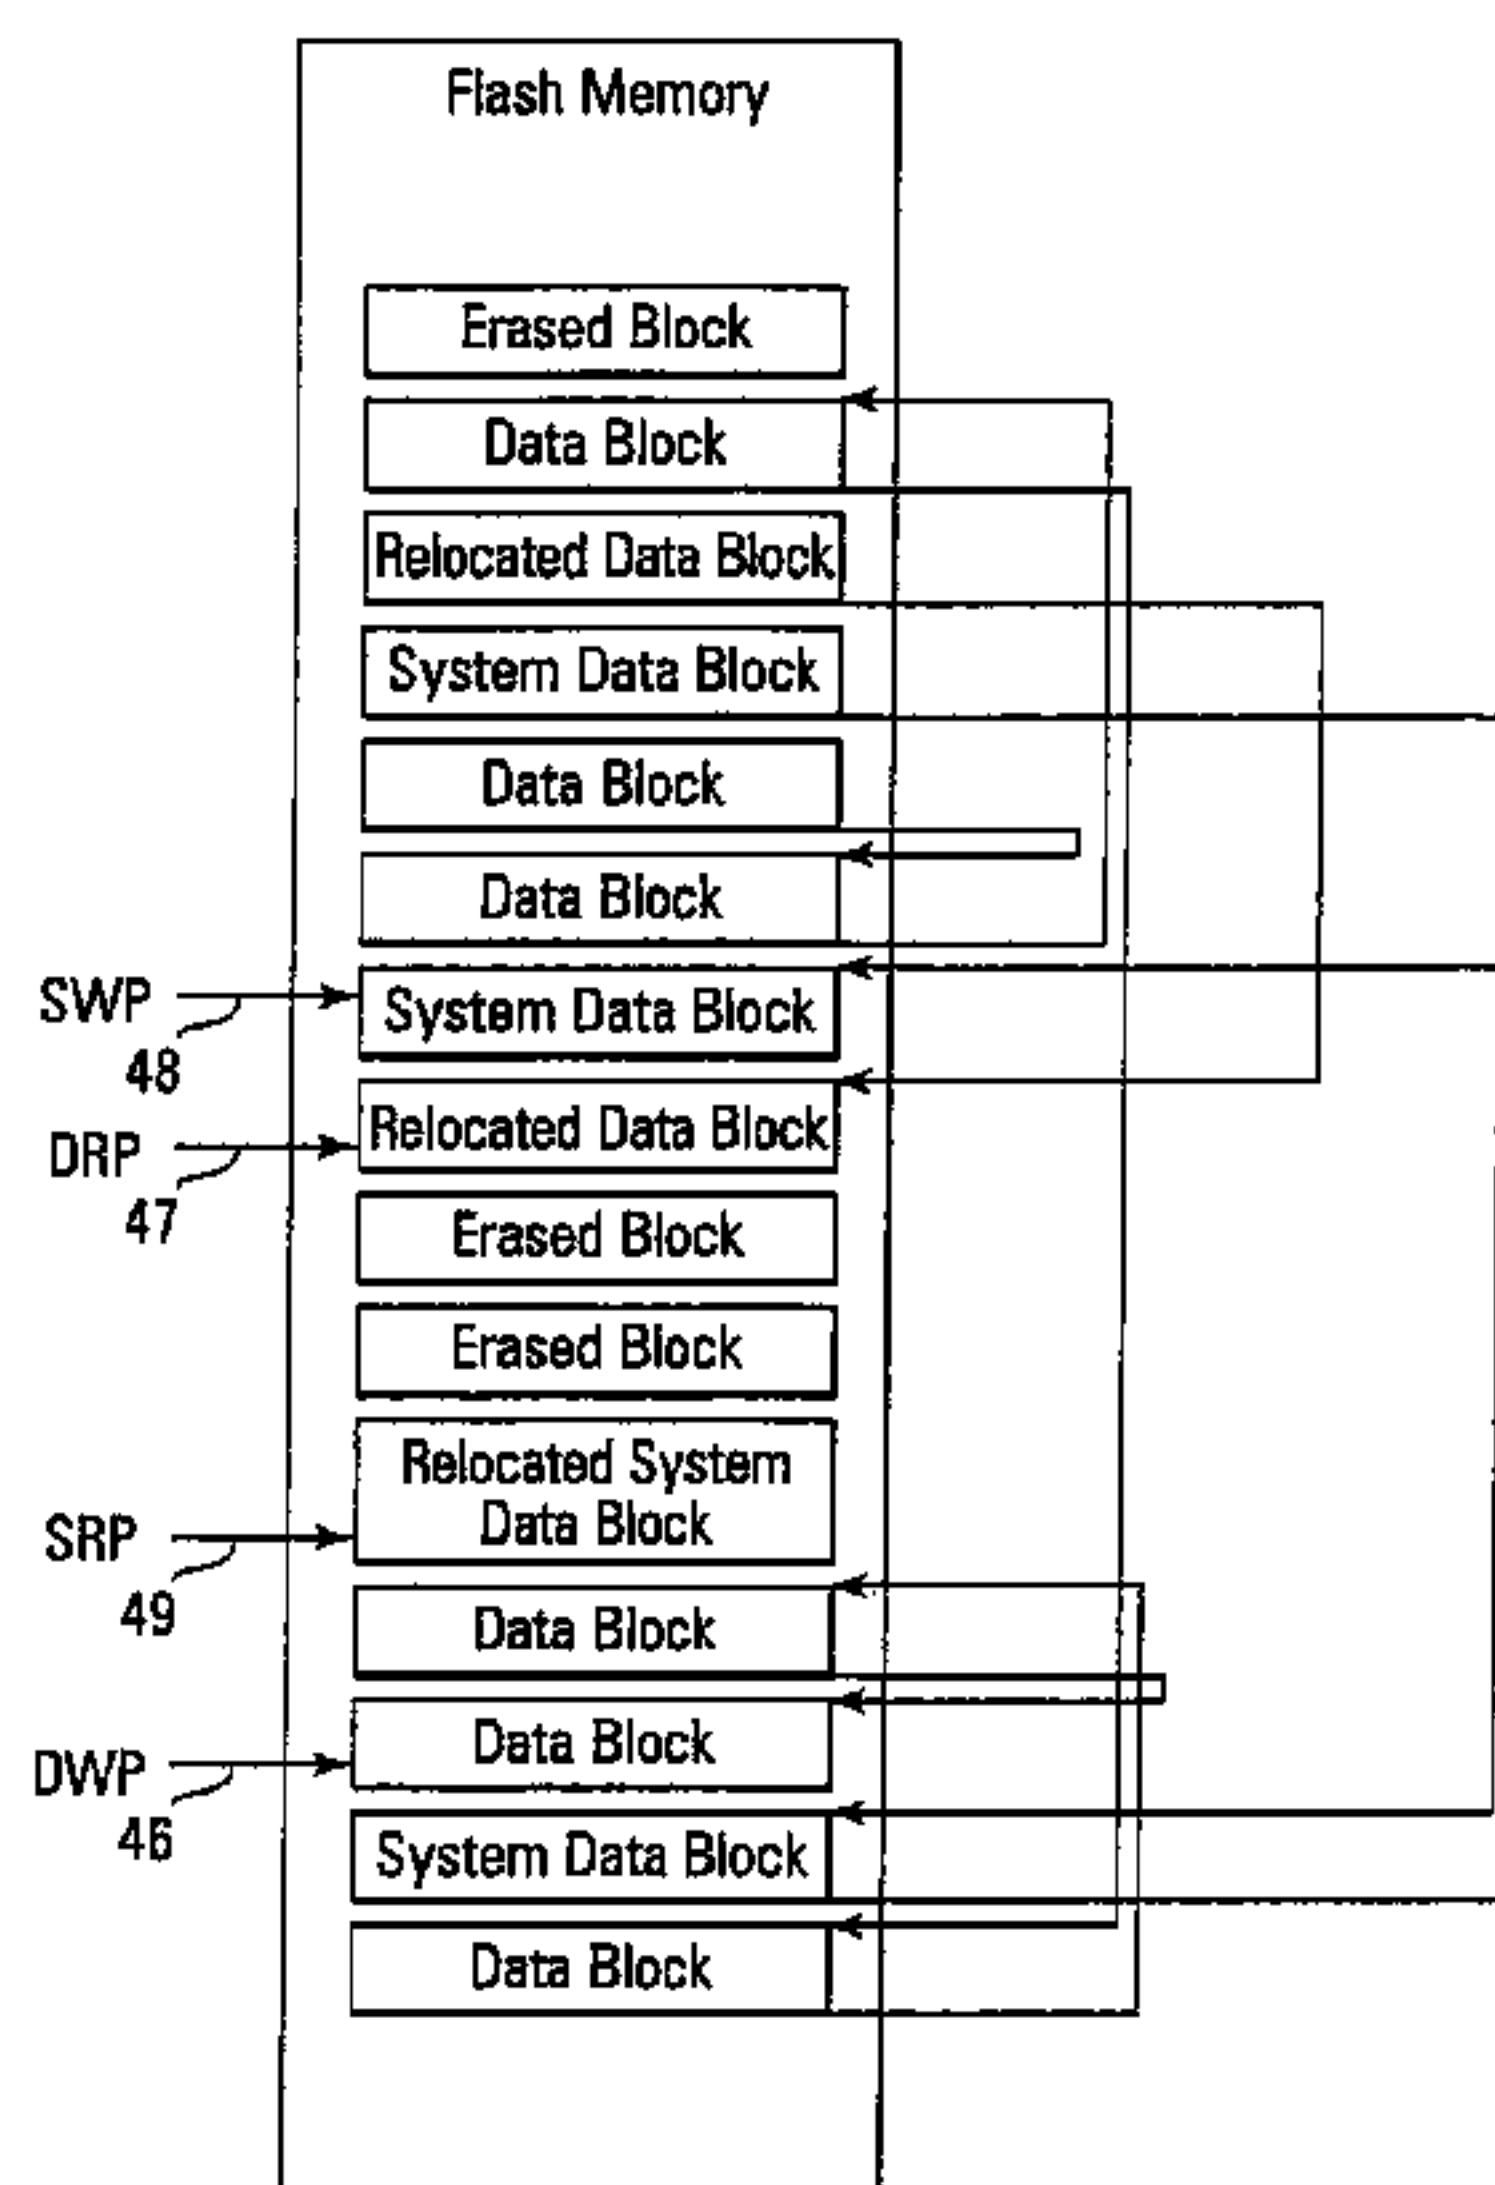 Flash Memory
Erased Block
Data Block
Relocated Data Block
System Data Block
Data Block
Data Block
SWP
48
System Data Block
DRP
47
Relocated Data Block
Erased Block
Erased Block
Relocated System
Data Block
SRP
49
Data Block
DWP
46
Data Block
System Data Block
Data Block